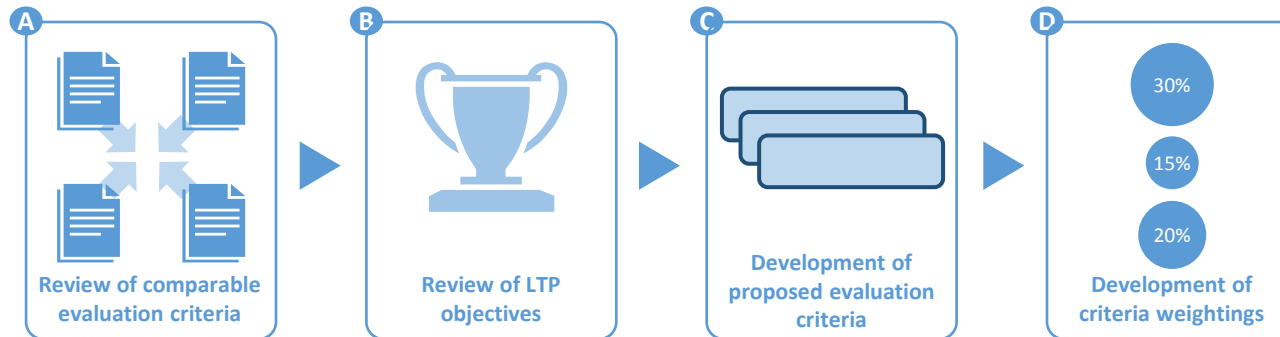 A
Review of comparable
evaluation criteria
B
Review of LTP
objectives
C
Development of
proposed evaluation
criteria
D
30%
15%
20%
Development of
criteria weightings